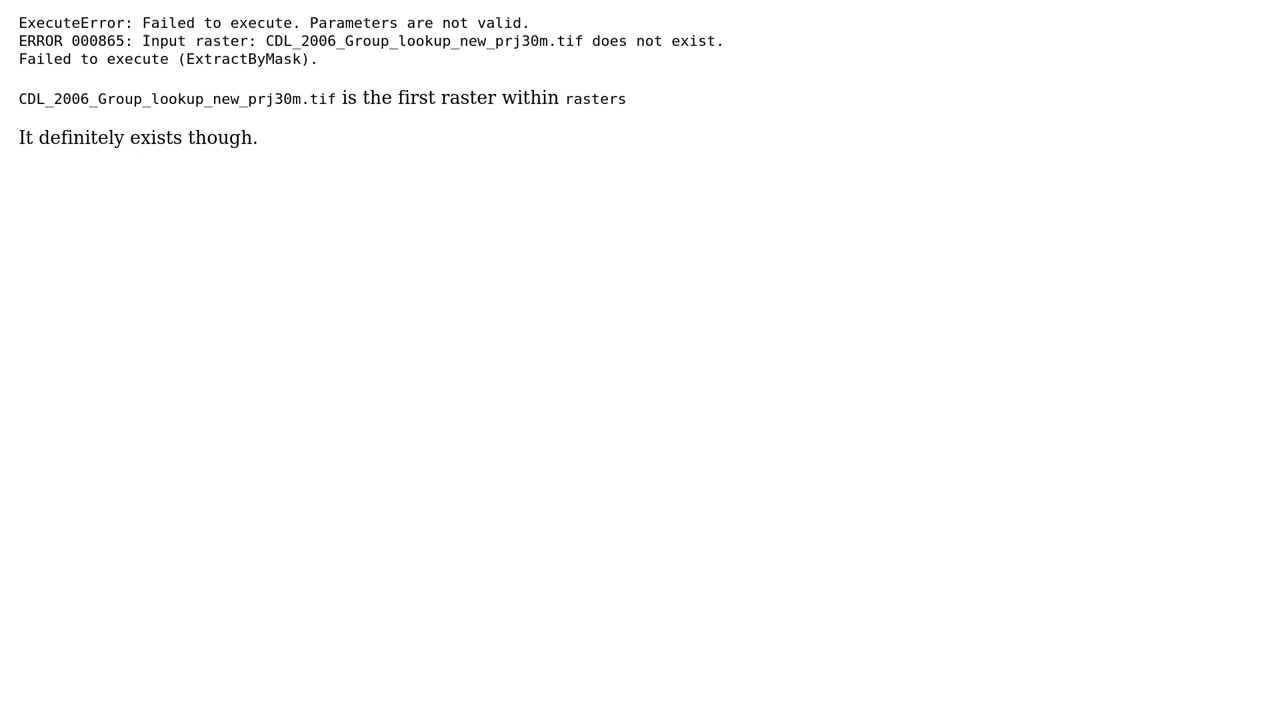 ExecuteError: Failed to execute. Parameters are not valid.
ERROR 000865: Input raster: CDL_2006_Group_lookup_new_prj30m.tif does not exist.
Failed to execute (ExtractByMask).
CDL_2006_Group_lookup_new_prj30m.tif is the first raster within rasters
It definitely exists though.